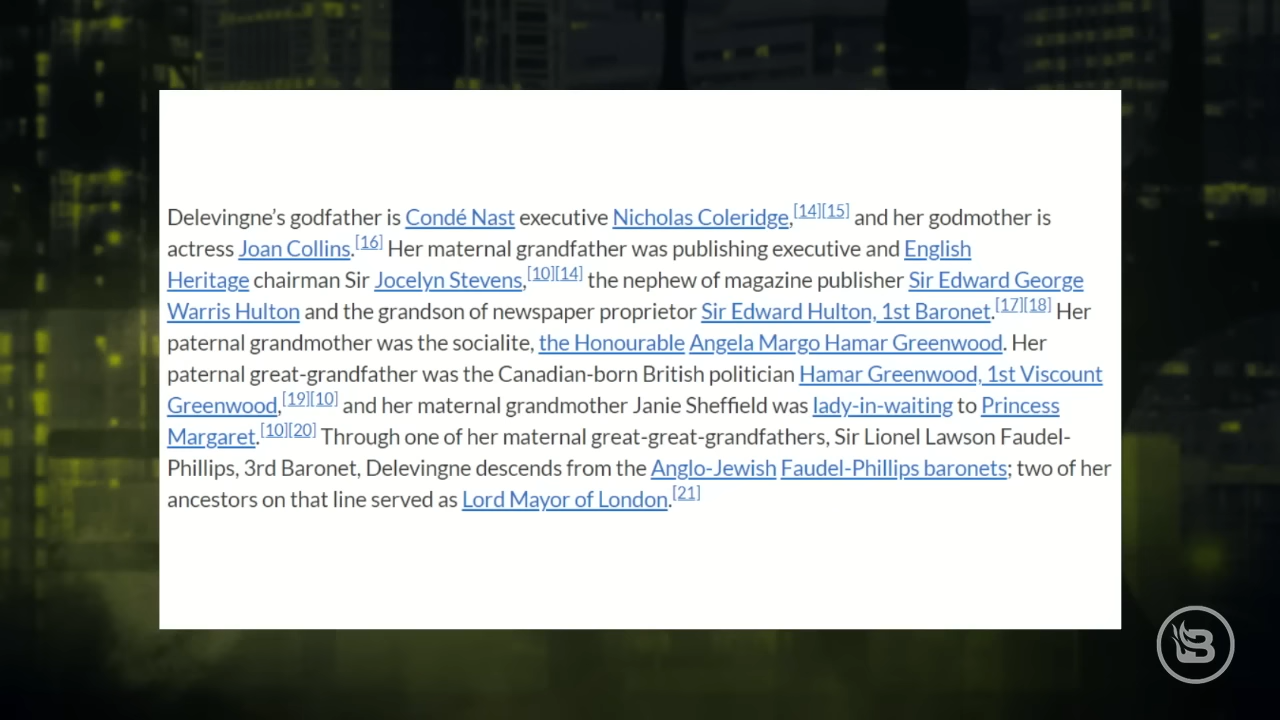 Delevingne’s godfather is Condé Nast executive Nicholas Coleridge,[14][15] and her godmother is
actress Joan Collins.[16] Her maternal grandfather was publishing executive and English
Heritage chairman Sir Jocelyn Stevens,[10][14] the nephew of magazine publisher Sir Edward George
Warris Hulton and the grandson of newspaper proprietor Sir Edward Hulton, 1st Baronet.[17][18] Her
paternal grandmother was the socialite, the Honourable Angela Margo Hamar Greenwood. Her
paternal great-grandfather was the Canadian-born British politician Hamar Greenwood, 1st Viscount
Greenwood,[19][10] and her maternal grandmother Janie Sheffield was lady-in-waiting to Princess
Margaret.[10][20] Through one of her maternal great-great-grandfathers, Sir Lionel Lawson Faudel-
Phillips, 3rd Baronet, Delevingne descends from the Anglo-Jewish Faudel-Phillips baronets; two of her
ancestors on that line served as Lord Mayor of London.[21]
B